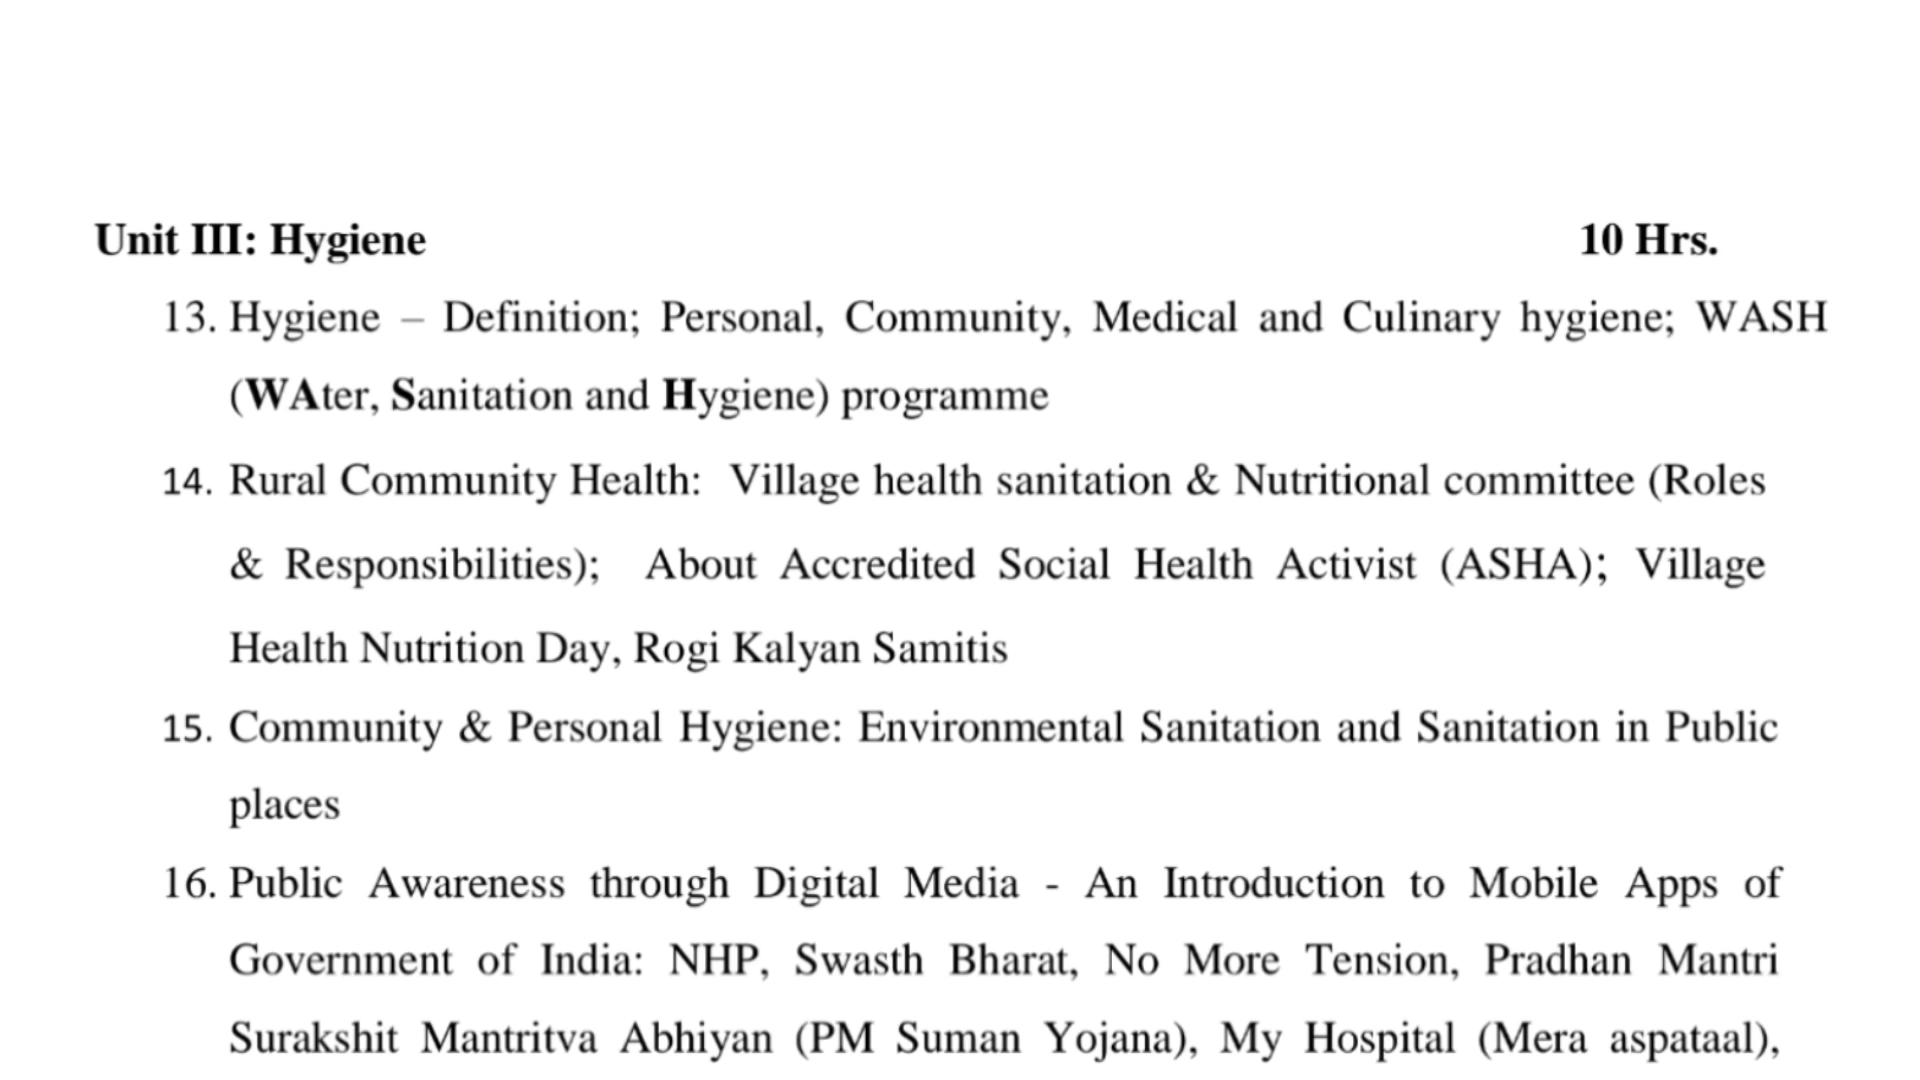 Unit III: Hygiene 10 Hrs.
13. Hygiene – Definition; Personal, Community, Medical and Culinary hygiene; WASH
(WAter, Sanitation and Hygiene) programme
14. Rural Community Health: Village health sanitation & Nutritional committee (Roles
& Responsibilities); About Accredited Social Health Activist (ASHA); Village
Health Nutrition Day, Rogi Kalyan Samitis
15. Community & Personal Hygiene: Environmental Sanitation and Sanitation in Public
places
16. Public Awareness through Digital Media - An Introduction to Mobile Apps of
Government of India: NHP, Swasth Bharat, No More Tension, Pradhan Mantri
Surakshit Mantritva Abhiyan (PM Suman Yojana), My Hospital (Mera aspataal),